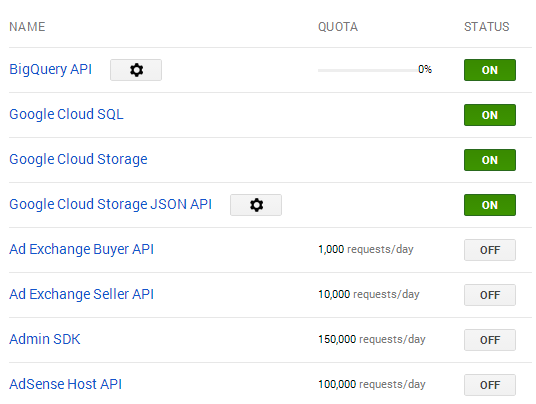 NAME QUOTA STATUS
BigQuery API 0% ON
Google Cloud SQL ON
Google Cloud Storage ON
Google Cloud Storage JSON API ON
Ad Exchange Buyer API 1,000 requests/day OFF
Ad Exchange Seller API 10,000 requests/day OFF
Admin SDK 150,000 requests/day OFF
AdSense Host API 100,000 requests/day OFF